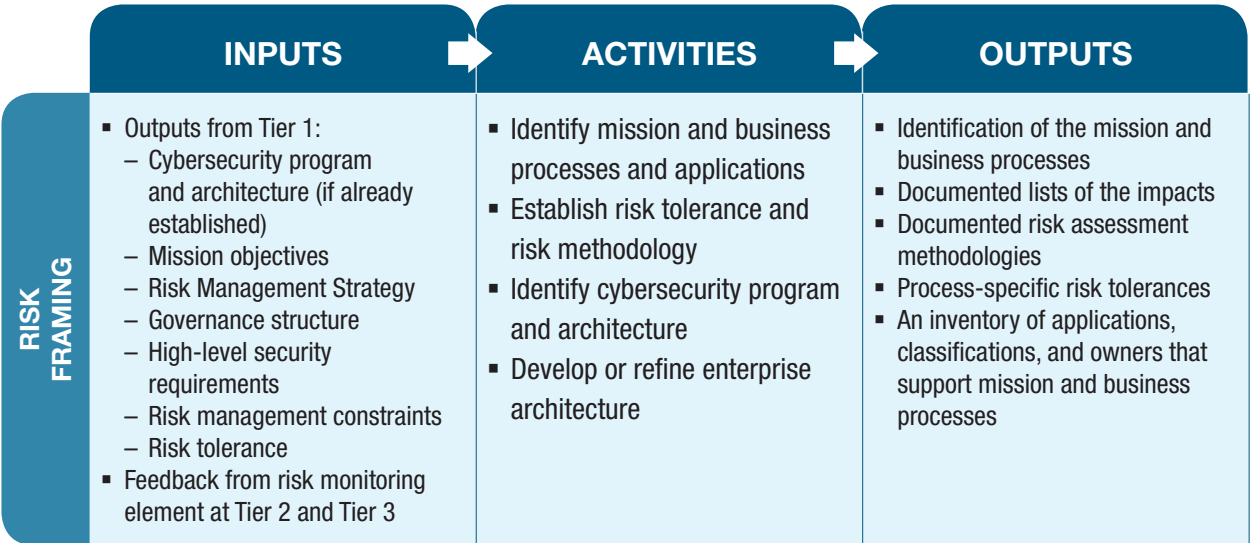 INPUTS
ACTIVITIES
OUTPUTS
RISK
FRAMING
▪ Outputs from Tier 1:
– Cybersecurity program
and architecture (if already
established)
– Mission objectives
– Risk Management Strategy
– Governance structure
– High-level security
requirements
– Risk management constraints
– Risk tolerance
▪ Feedback from risk monitoring
element at Tier 2 and Tier 3
▪ Identify mission and business
processes and applications
▪ Establish risk tolerance and
risk methodology
▪ Identify cybersecurity program
and architecture
▪ Develop or refine enterprise
architecture
▪ Identification of the mission and
business processes
▪ Documented lists of the impacts
▪ Documented risk assessment
methodologies
▪ Process-specific risk tolerances
▪ An inventory of applications,
classifications, and owners that
support mission and business
processes